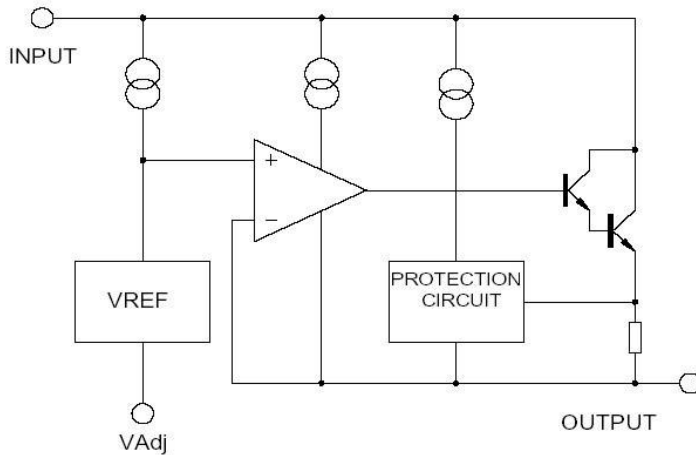 INPUT
+
−
VREF
PROTECTION
CIRCUIT
VAdj
OUTPUT